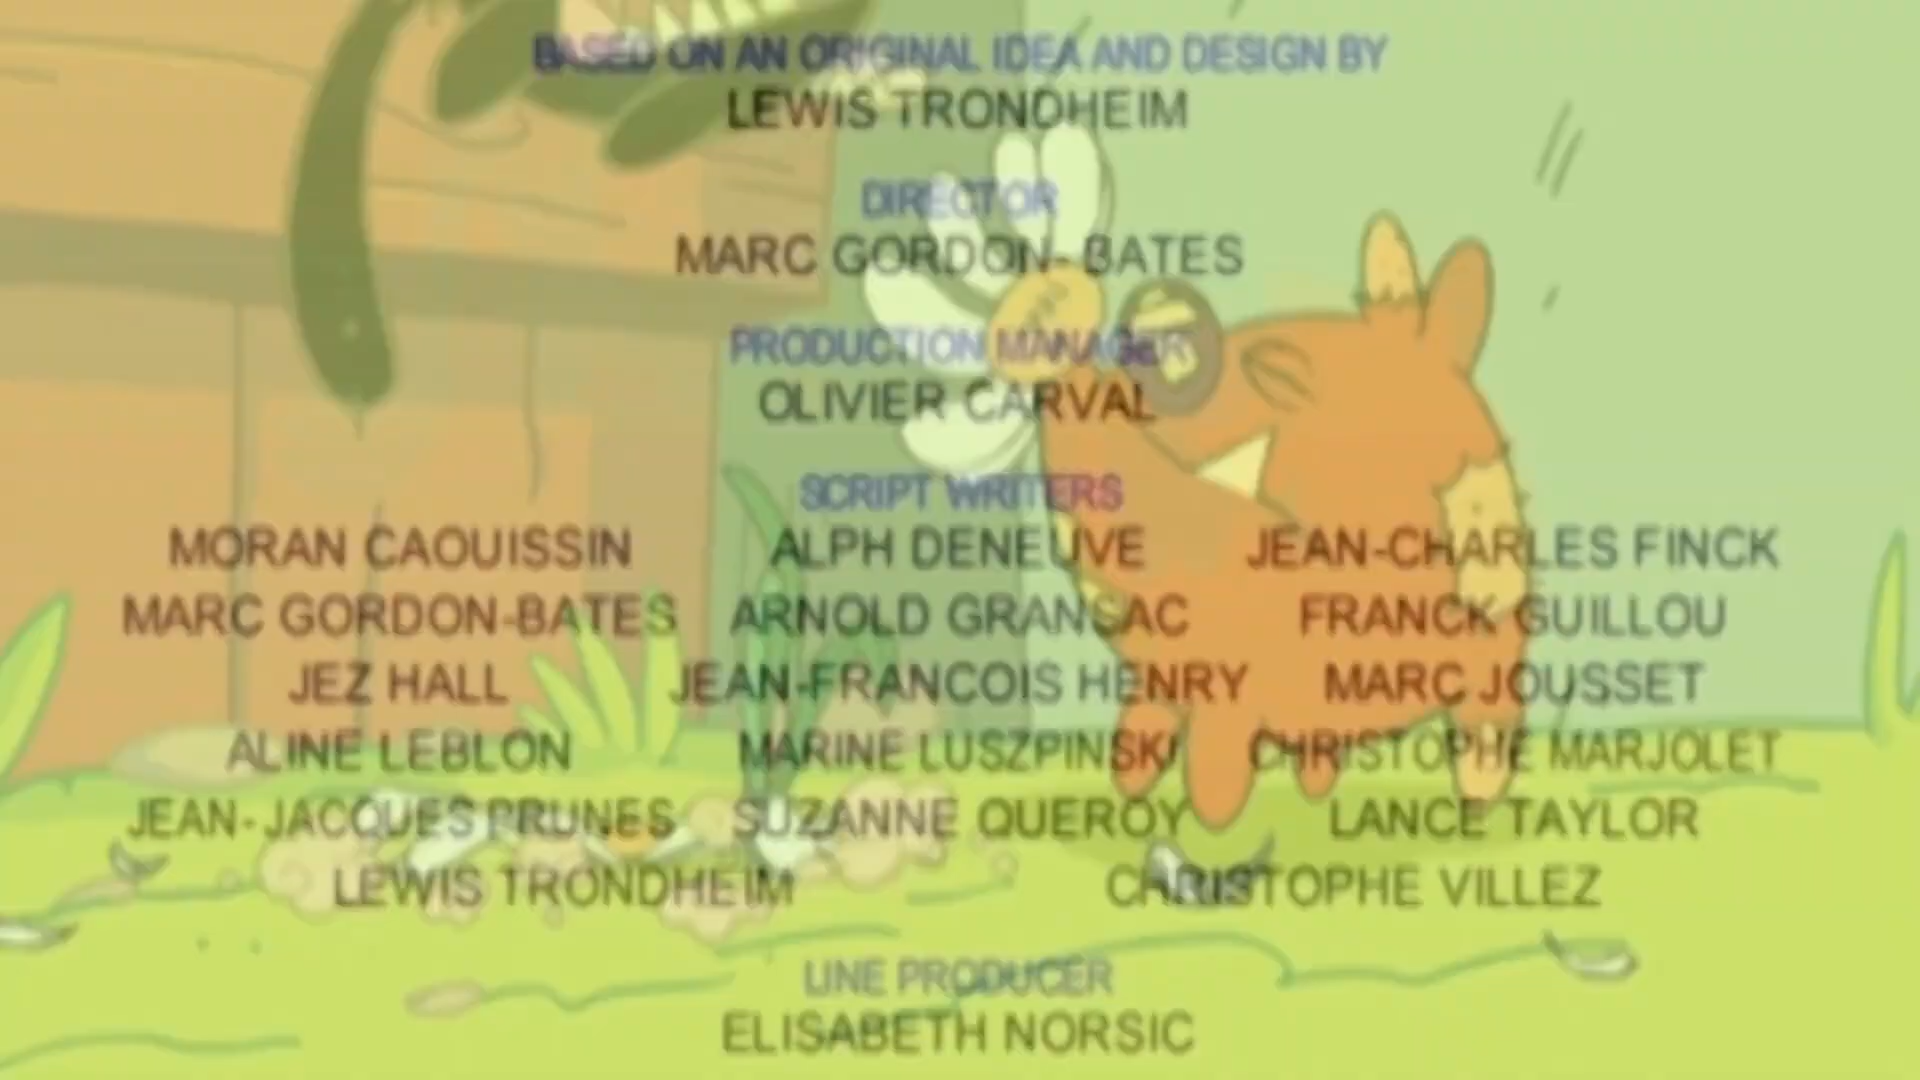 BASED ON AN ORIGINAL IDEA AND DESIGN BY
LEWIS TRONDHEIM
DIRECTOR
MARC GORDON- BATES
PRODUCTION MANAGER
OLIVIER CARVAL
SCRIPT WRITERS
MORAN CAOUISSIN ALPH DENEUVE JEAN-CHARLES FINCK
MARC GORDON-BATES ARNOLD GRANSAC FRANCK GUILLOU
JEZ HALL JEAN-FRANCOIS HENRY MARC JOUSSET
ALINE LEBLON MARINE LUSZPINSKI CHRISTOPHE MARJOLET
JEAN-JACQUES PRUNES SUZANNE QUEROY LANCE TAYLOR
LEWIS TRONDHEIM CHRISTOPHE VILLEZ
LINE PRODUCER
ELISABETH NORSIC